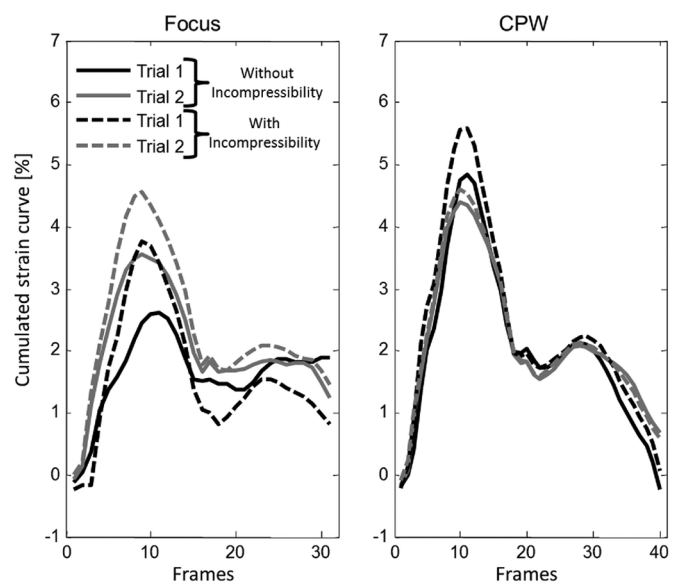 Focus
CPW
Cumulated strain curve [%]
7
6
5
4
3
2
1
0
-1
Trial 1
Trial 2
Without
Incompressibility
Trial 1
Trial 2
With
Incompressibility
0
10
20
30
Frames
7
6
5
4
3
2
1
0
-1
0
10
20
30
40
Frames